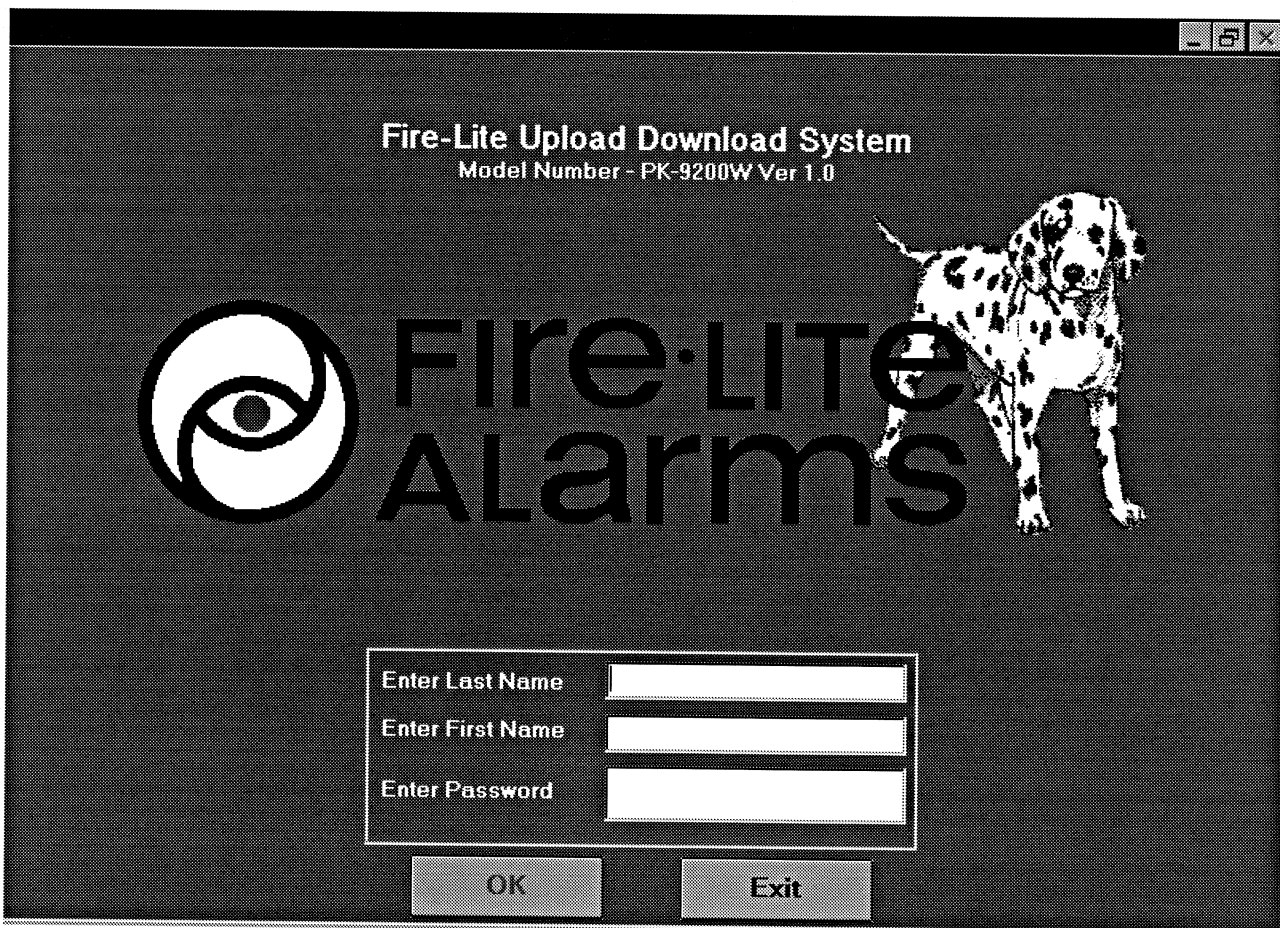 Fire-Lite Upload Download System
Model Number - PK-9200W Ver 1.0
FIre·LITe
ALarms
Enter Last Name
Enter First Name
Enter Password
OK
Exit